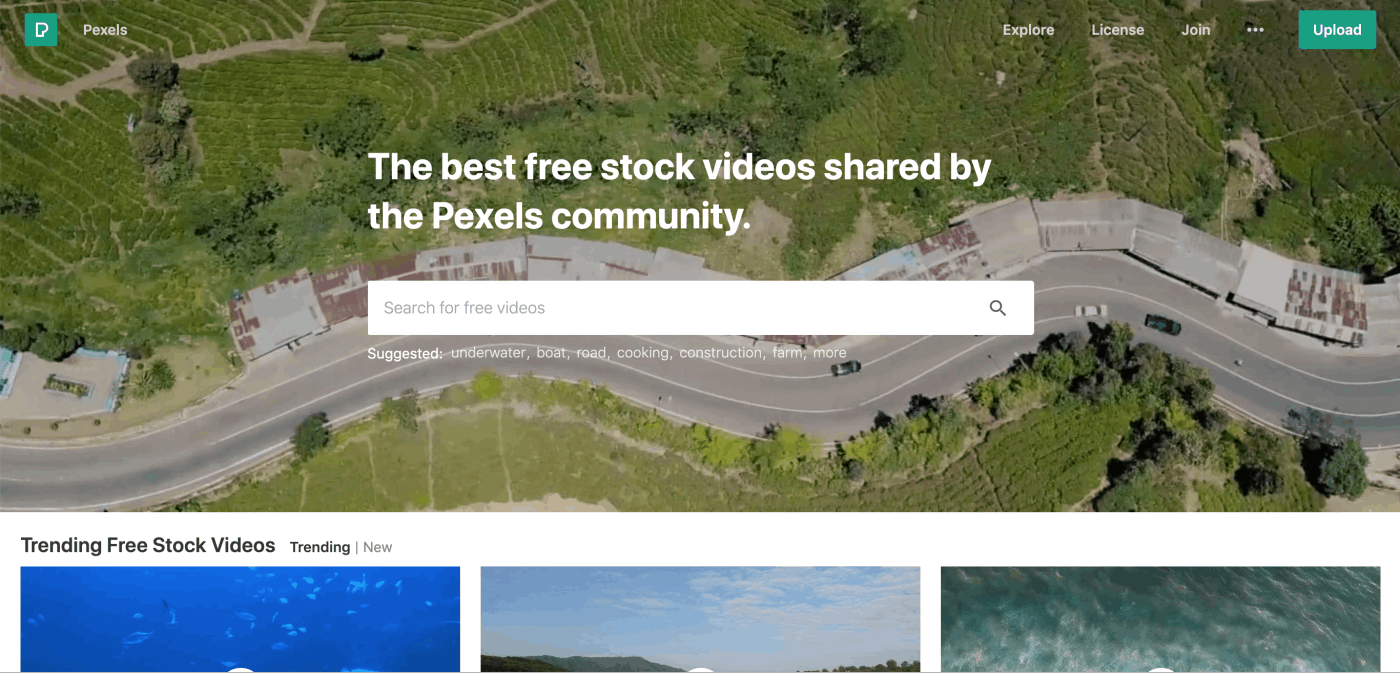 Pexels
Explore
License
Join
Upload
The best free stock videos shared by
the Pexels community.
Search for free videos
Suggested: underwater, boat, road, cooking, construction, farm, more
Trending Free Stock Videos Trending | New